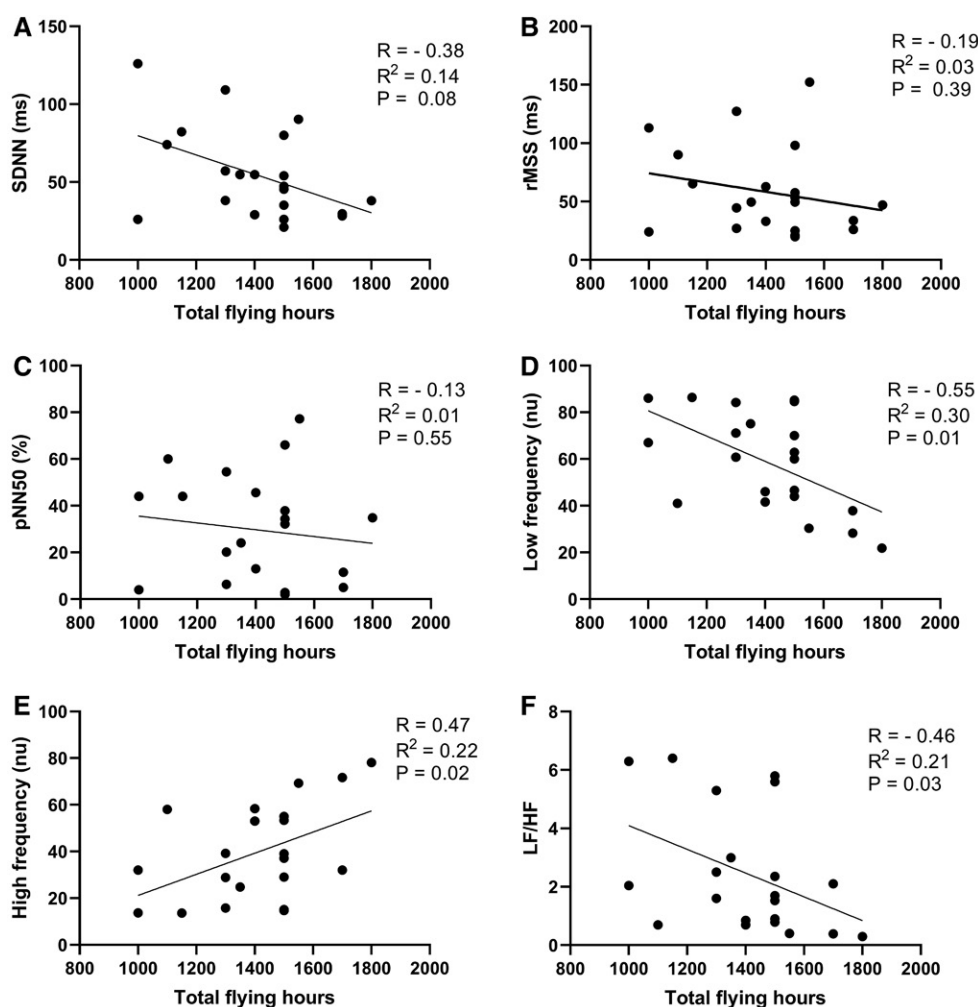 A
SDNN (ms)
150
100
50
0
800 1000 1200 1400 1600 1800 2000
Total flying hours
R = - 0.38
R² = 0.14
P = 0.08
B
rMSS (ms)
200
150
100
50
0
800 1000 1200 1400 1600 1800 2000
Total flying hours
R = - 0.19
R² = 0.03
P = 0.39
C
pNN50 (%)
100
80
60
40
20
0
800 1000 1200 1400 1600 1800 2000
Total flying hours
R = - 0.13
R² = 0.01
P = 0.55
D
Low frequency (nu)
100
80
60
40
20
0
800 1000 1200 1400 1600 1800 2000
Total flying hours
R = - 0.55
R² = 0.30
P = 0.01
E
High frequency (nu)
100
80
60
40
20
0
800 1000 1200 1400 1600 1800 2000
Total flying hours
R = 0.47
R² = 0.22
P = 0.02
F
LF/HF
8
6
4
2
0
800 1000 1200 1400 1600 1800 2000
Total flying hours
R = - 0.46
R² = 0.21
P = 0.03